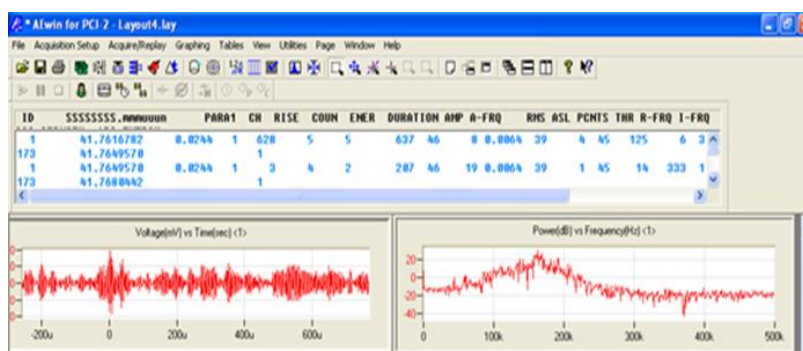 * AEwin for PCI-2 - Layout4.lay
File Acquisition Setup Acquire/Replay Graphing Tables View Utilities Page Window Help
ID SSSSSSSS.mmmuuun PARA1 CH RISE COUN ENER DURATION AMP A-FRQ RMS ASL PCNTS THR R-FRQ I-FRQ
1 41.7616782 0.0244 1 628 5 5 637 46 8 0.0064 39 4 45 125 6 3
173 41.7649570 1
1 41.7649570 0.0244 1 3 4 2 207 46 19 0.0064 39 1 45 14 333 1
173 41.7680442 1
Voltage(mV) vs Time(sec) <1>
-200u 0 200u 400u 600u
Power(dB) vs Frequency(Hz) <1>
20
0
-20
-40
0 100k 200k 300k 400k 500k